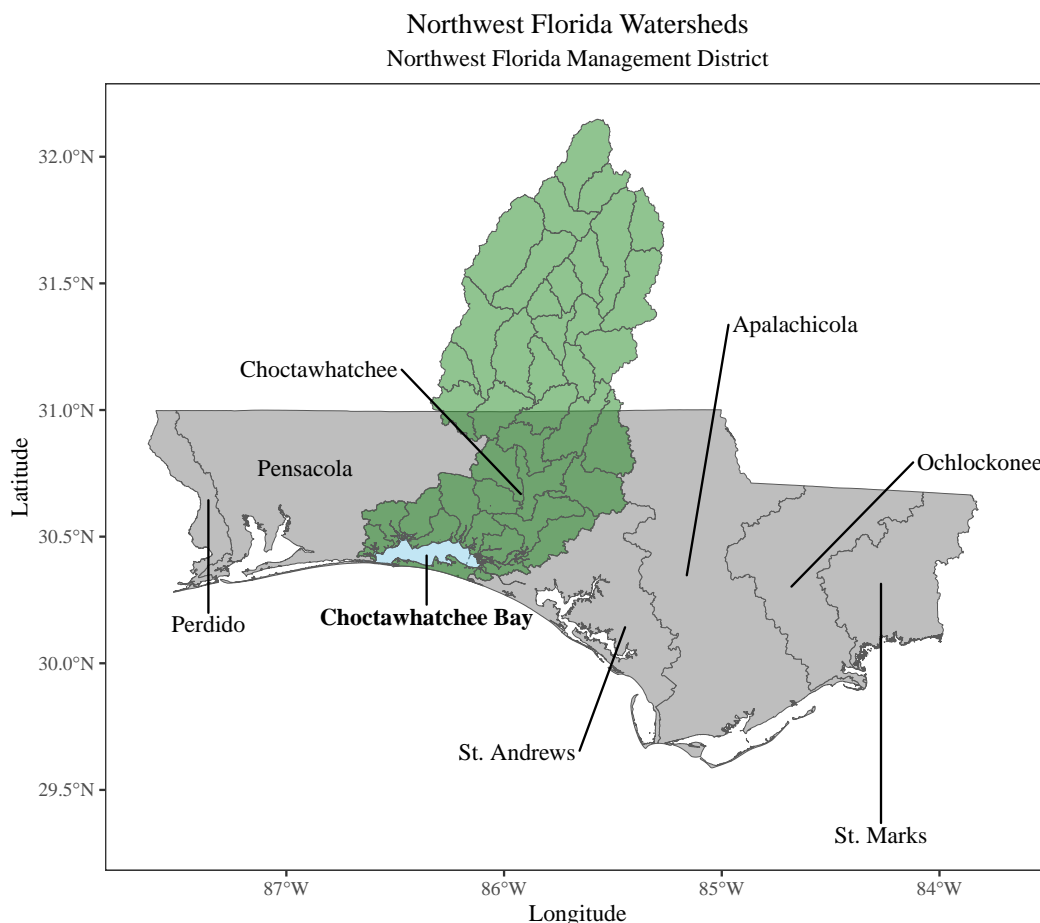 Northwest Florida Watersheds
Northwest Florida Management District
32.0°N
31.5°N
31.0°N
30.5°N
30.0°N
29.5°N
Latitude
Apalachicola
Choctawhatchee
Pensacola
Ochlockonee
Perdido
Choctawhatchee Bay
St. Andrews
St. Marks
87°W
86°W
85°W
84°W
Longitude